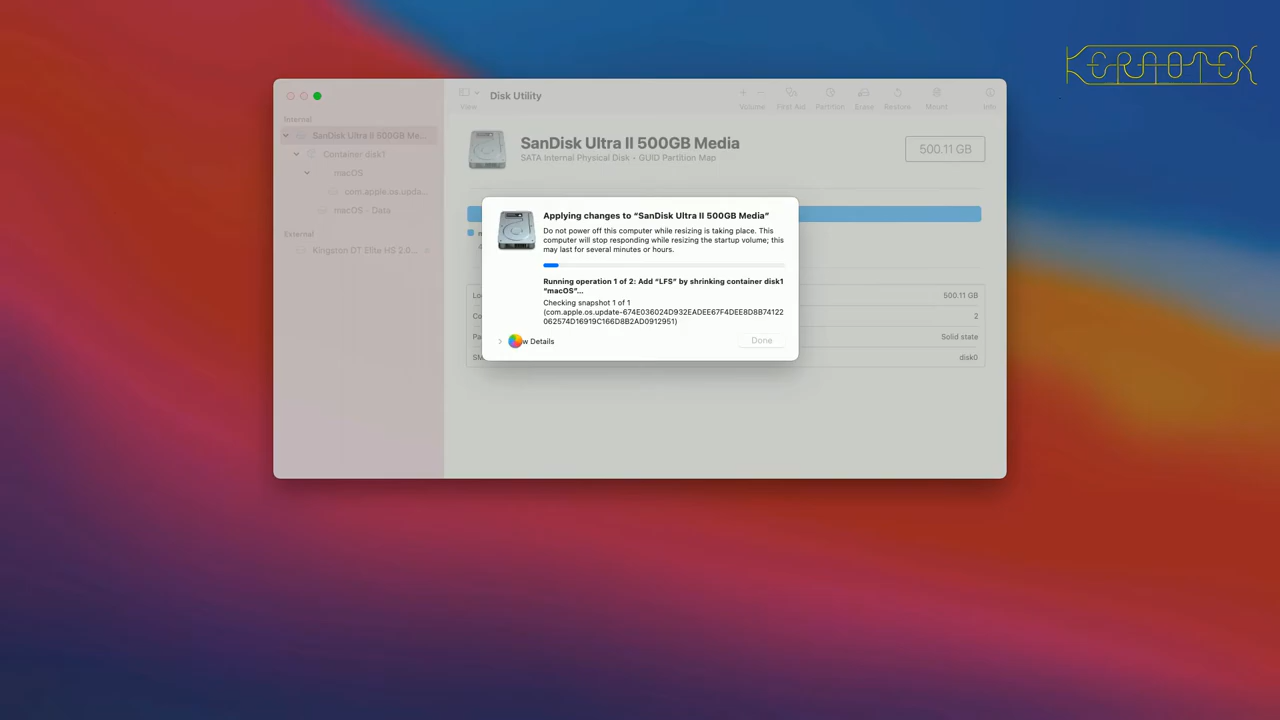 KERAOTEX
Disk Utility
View
Volume
First Aid
Partition
Erase
Restore
Mount
Info
Internal
SanDisk Ultra II 500GB Me...
Container disk1
macOS
com.apple.os.upda...
macOS - Data
External
Kingston DT Elite HS 2.0...
SanDisk Ultra II 500GB Media
SATA Internal Physical Disk • GUID Partition Map
500.11 GB
Applying changes to “SanDisk Ultra II 500GB Media”
Do not power off this computer while resizing is taking place. This
computer will stop responding while resizing the startup volume; this
may last for several minutes or hours.
Running operation 1 of 2: Add “LFS” by shrinking container disk1
“macOS”...
Checking snapshot 1 of 1
(com.apple.os.update-674E036024D932EADEE67F4DEE8D8B74122
062574D16919C166D8B2AD0912951)
w Details
Done
500.11 GB
2
Solid state
disk0